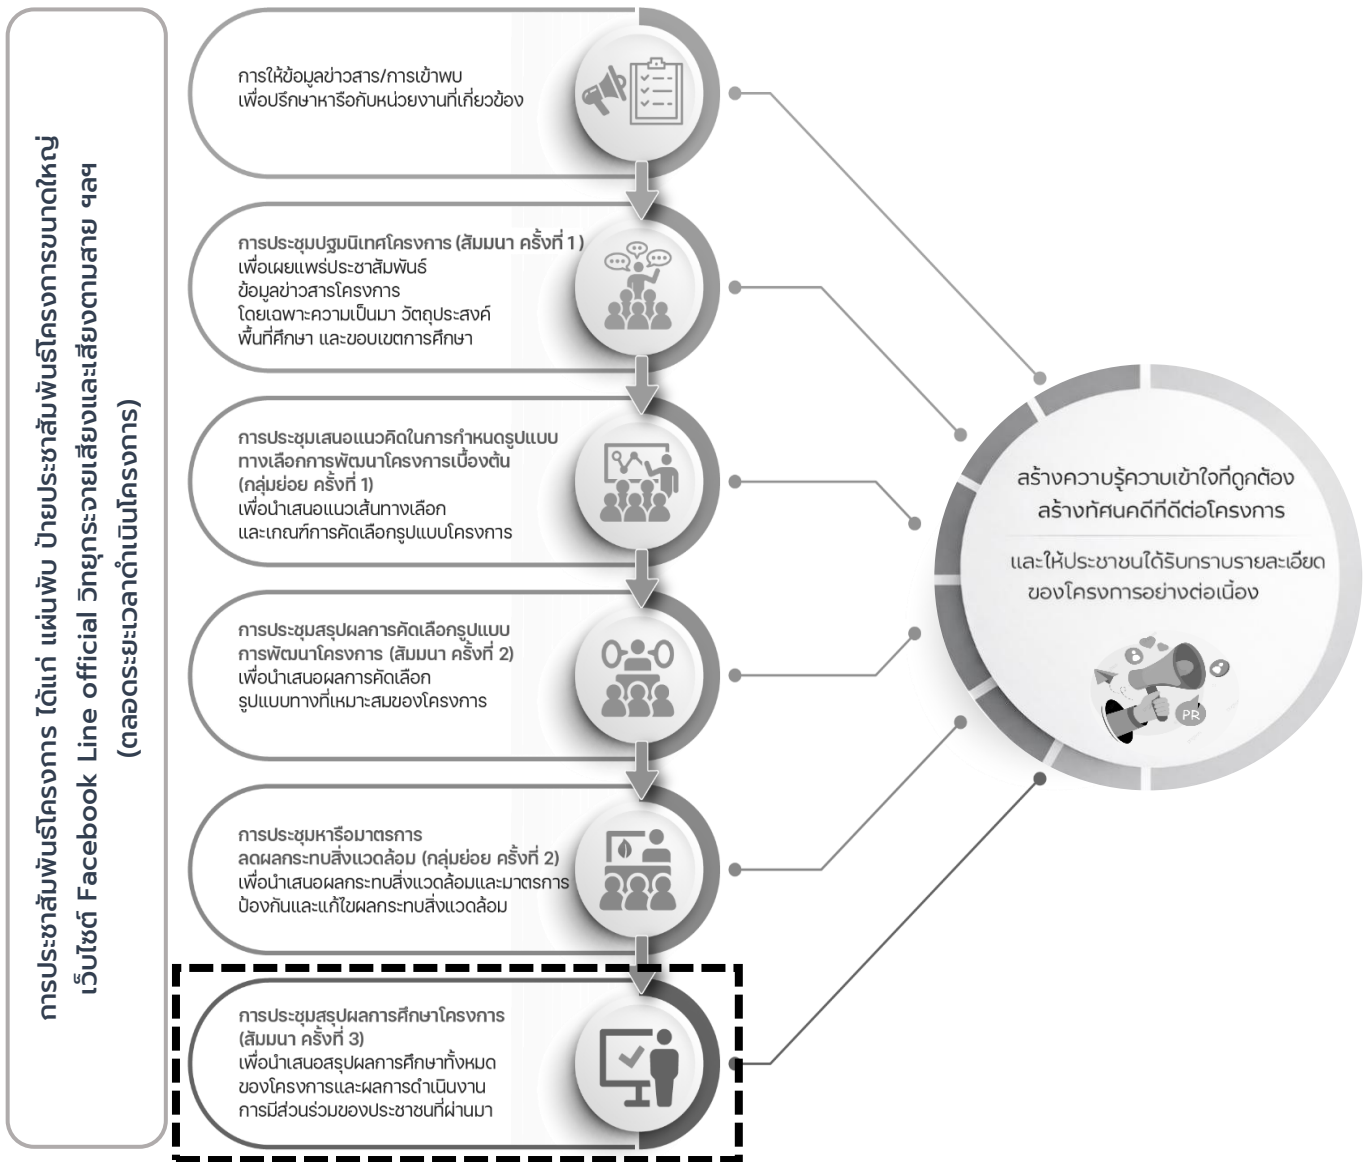 การประชาสัมพันธ์โครงการ ได้แก่ แผ่นพับ ป้ายประชาสัมพันธ์โครงการขนาดใหญ่
เว็บไซต์ Facebook Line official วิทยุกระจายเสียงและเสียงตามสาย ฯลฯ
(ตลอดระยะเวลาดำเนินโครงการ)
การให้ข้อมูลข่าวสาร/การเข้าพบ
เพื่อปรึกษาหารือกับหน่วยงานที่เกี่ยวข้อง
การประชุมปฐมนิเทศโครงการ (สัมมนา ครั้งที่ 1)
เพื่อเผยแพร่ประชาสัมพันธ์
ข้อมูลข่าวสารโครงการ
โดยเฉพาะความเป็นมา วัตถุประสงค์
พื้นที่ศึกษา และขอบเขตการศึกษา
การประชุมเสนอแนวคิดในการกำหนดรูปแบบ
ทางเลือกการพัฒนาโครงการเบื้องต้น
(กลุ่มย่อย ครั้งที่ 1)
เพื่อนำเสนอแนวเส้นทางเลือก
และเกณฑ์การคัดเลือกรูปแบบโครงการ
การประชุมสรุปผลการคัดเลือกรูปแบบ
การพัฒนาโครงการ (สัมมนา ครั้งที่ 2)
เพื่อนำเสนอผลการคัดเลือก
รูปแบบทางที่เหมาะสมของโครงการ
การประชุมหารือมาตรการ
ลดผลกระทบสิ่งแวดล้อม (กลุ่มย่อย ครั้งที่ 2)
เพื่อนำเสนอผลกระทบสิ่งแวดล้อมและมาตรการ
ป้องกันและแก้ไขผลกระทบสิ่งแวดล้อม
การประชุมสรุปผลการศึกษาโครงการ
(สัมมนา ครั้งที่ 3)
เพื่อนำเสนอสรุปผลการศึกษาทั้งหมด
ของโครงการและผลการดำเนินงาน
การมีส่วนร่วมของประชาชนที่ผ่านมา
สร้างความรู้ความเข้าใจที่ถูกต้อง
สร้างทัศนคติที่ดีต่อโครงการ
และให้ประชาชนได้รับทราบรายละเอียด
ของโครงการอย่างต่อเนื่อง
PR